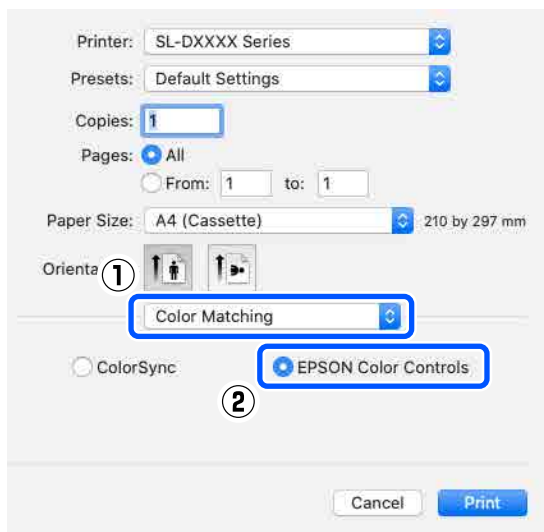 Printer: SL-DXXXX Series
Presets: Default Settings
Copies: 1
Pages: All
From: 1 to: 1
Paper Size: A4 (Cassette) 210 by 297 mm
Orienta
①
Color Matching
ColorSync EPSON Color Controls
②
Cancel Print